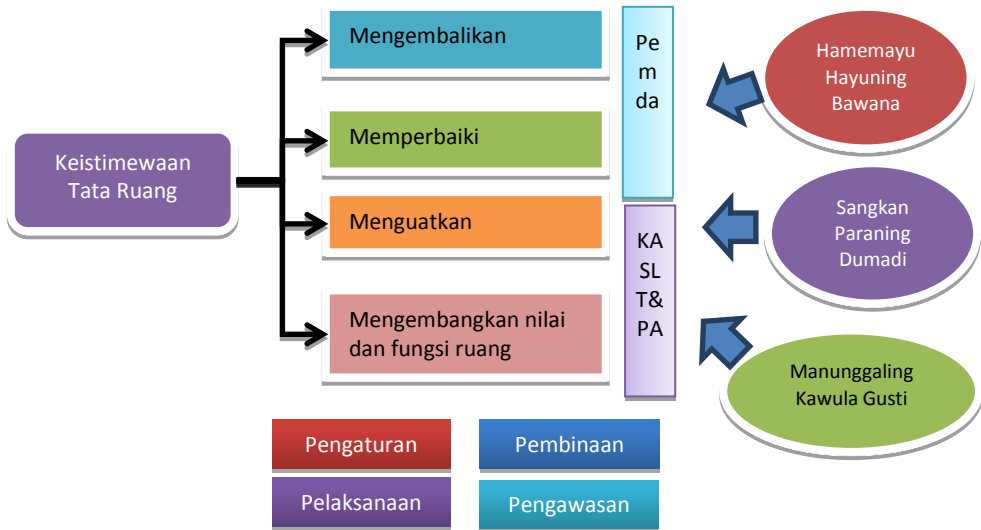 Keistimewaan
Tata Ruang
Mengembalikan
Memperbaiki
Menguatkan
Mengembangkan nilai
dan fungsi ruang
Pe
m
da
KA
SL
T&
PA
Hamemayu
Hayuning
Bawana
Sangkan
Paraning
Dumadi
Manunggaling
Kawula Gusti
Pengaturan
Pembinaan
Pelaksanaan
Pengawasan